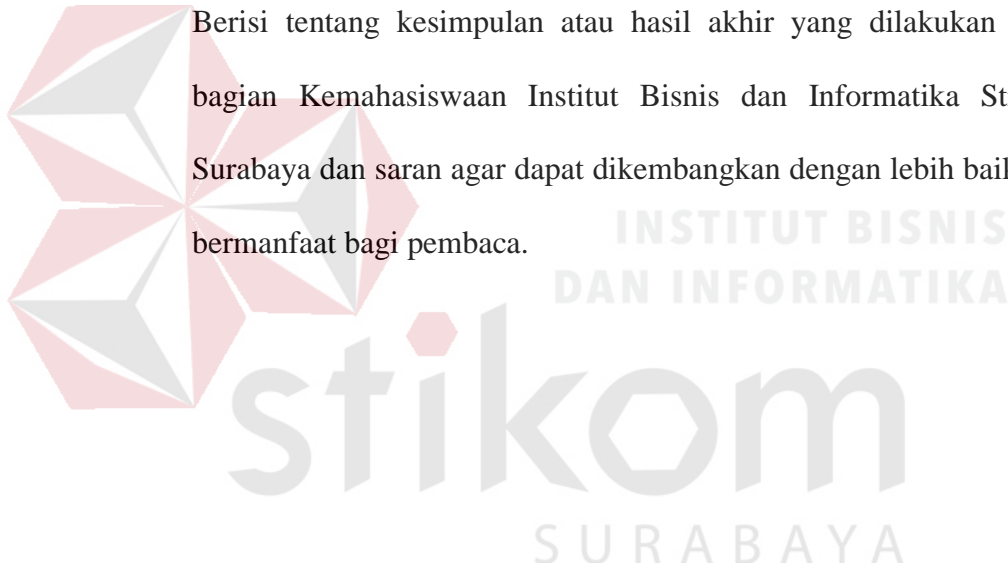 Berisi tentang kesimpulan atau hasil akhir yang dilakukan
bagian Kemahasiswaan Institut Bisnis dan Informatika
Surabaya dan saran agar dapat dikembangkan dengan lebih baik
bermanfaat bagi pembaca.
INSTITUT BISNIS
DAN INFORMATIKA
stikom
SURABAYA